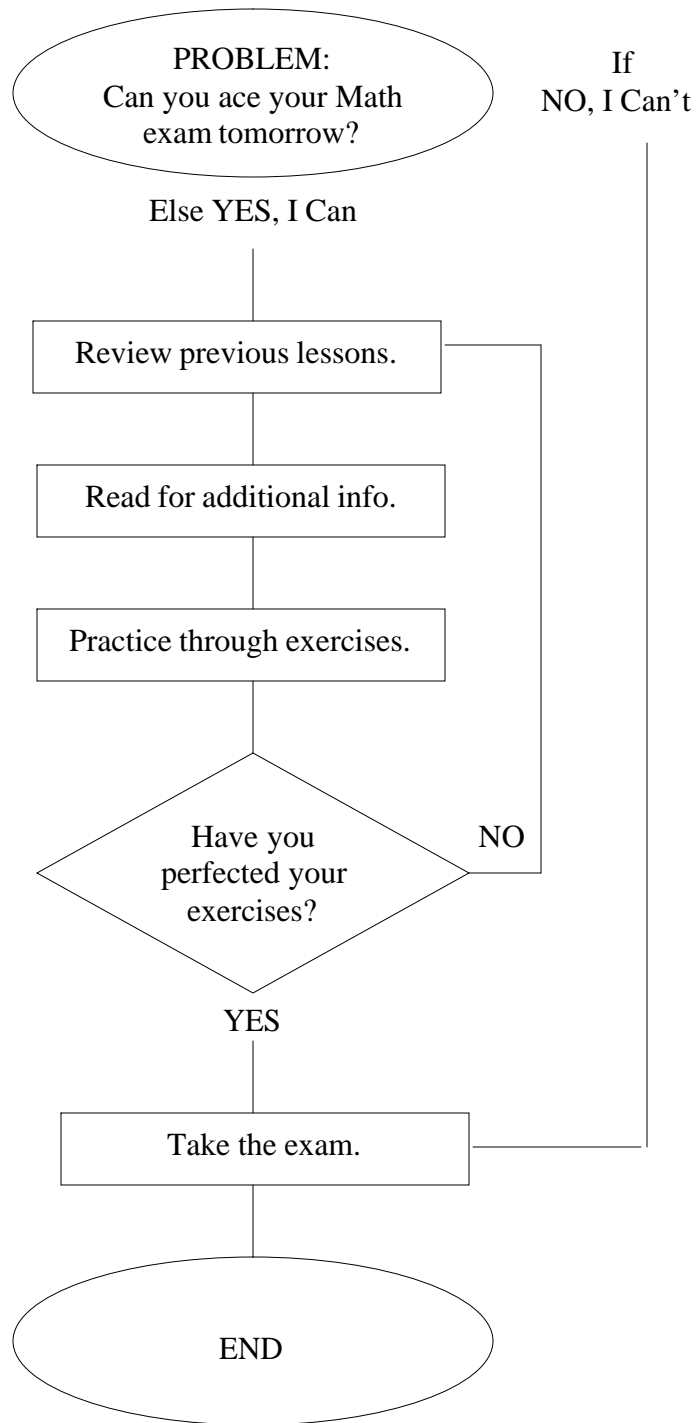 PROBLEM:
Can you ace your Math
exam tomorrow?
If
NO, I Can't
Else YES, I Can
Review previous lessons.
Read for additional info.
Practice through exercises.
Have you
perfected your
exercises?
NO
YES
Take the exam.
END